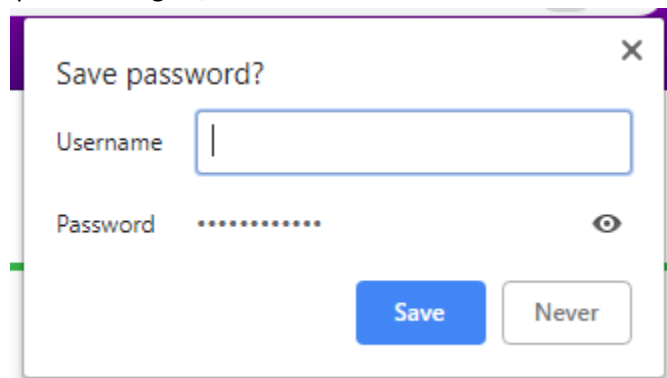 Save password?
Username
Password ••••••••••••
Save Never